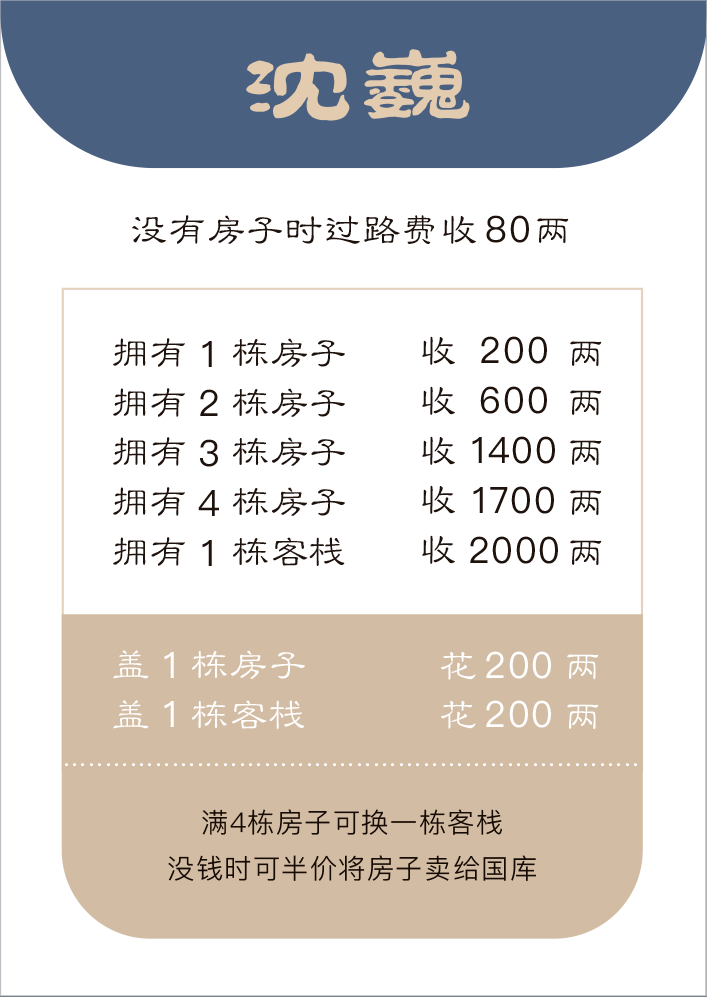 沈巍
没有房子时过路费收80两
拥有 1 栋房子 收 200 两
拥有 2 栋房子 收 600 两
拥有 3 栋房子 收 1400 两
拥有 4 栋房子 收 1700 两
拥有 1 栋客栈 收 2000 两
盖 1 栋房子 花 200 两
盖 1 栋客栈 花 200 两
满4栋房子可换一栋客栈
没钱时可半价将房子卖给国库